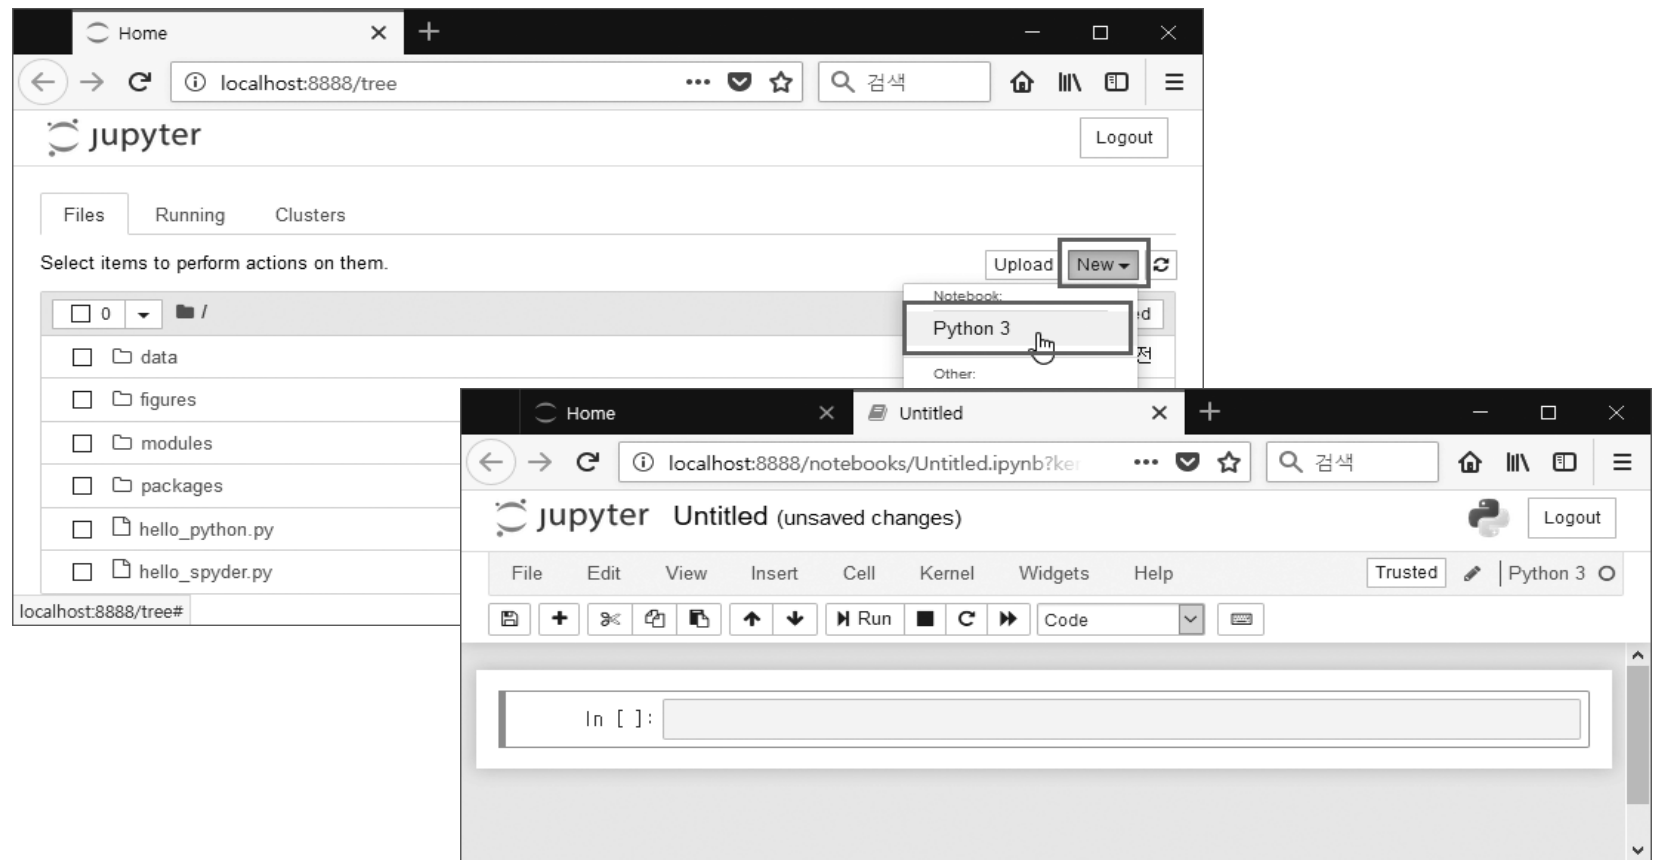 Home
localhost:8888/tree
검색
jupyter
Logout
Files Running Clusters
Select items to perform actions on them.
Upload New
Notebook:
0 /
Python 3
data
전
Other:
figures
modules
packages
hello_python.py
hello_spyder.py
localhost:8888/tree#
Home Untitled
localhost:8888/notebooks/Untitled.ipynb?ke
검색
jupyter Untitled (unsaved changes)
Logout
File Edit View Insert Cell Kernel Widgets Help Trusted Python 3
Run Code
In [ ]: